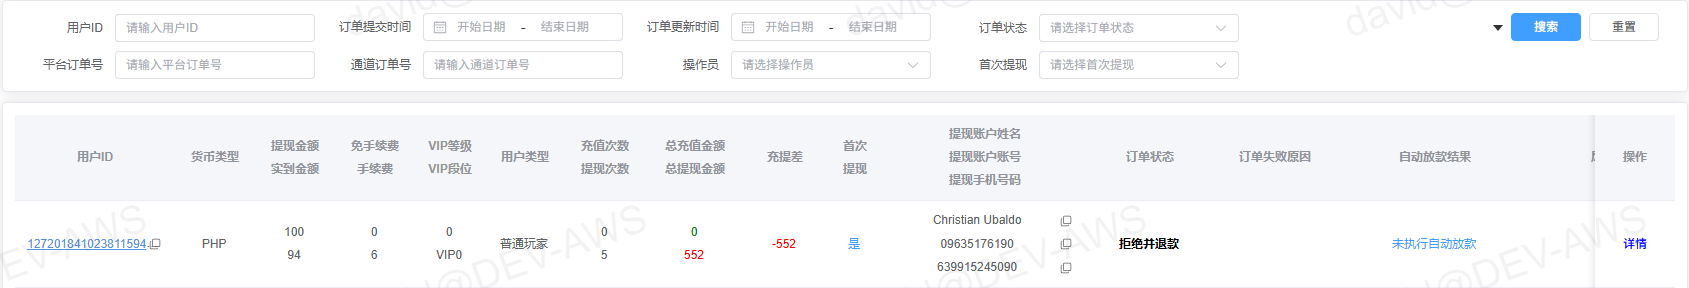 用户ID 请输入用户ID 订单提交时间 开始日期 - 结束日期 订单更新时间 开始日期 - 结束日期 订单状态 请选择订单状态 搜索 重置
平台订单号 请输入平台订单号 通道订单号 请输入通道订单号 操作员 请选择操作员 首次提现 请选择首次提现
用户ID 货币类型 提现金额 实到金额 免手续费 手续费 VIP等级 VIP段位 用户类型 充值次数 提现次数 总充值金额 总提现金额 充提差 首次 提现 提现账户姓名 提现账户账号 提现手机号码 订单状态 订单失败原因 自动放款结果 操作
127201841023811594 PHP 100 94 0 6 0 VIP0 普通玩家 0 5 0 552 -552 是 Christian Ubaldo 09635176190 639915245090 拒绝并退款 未执行自动放款 详情
david@DEV-AWS